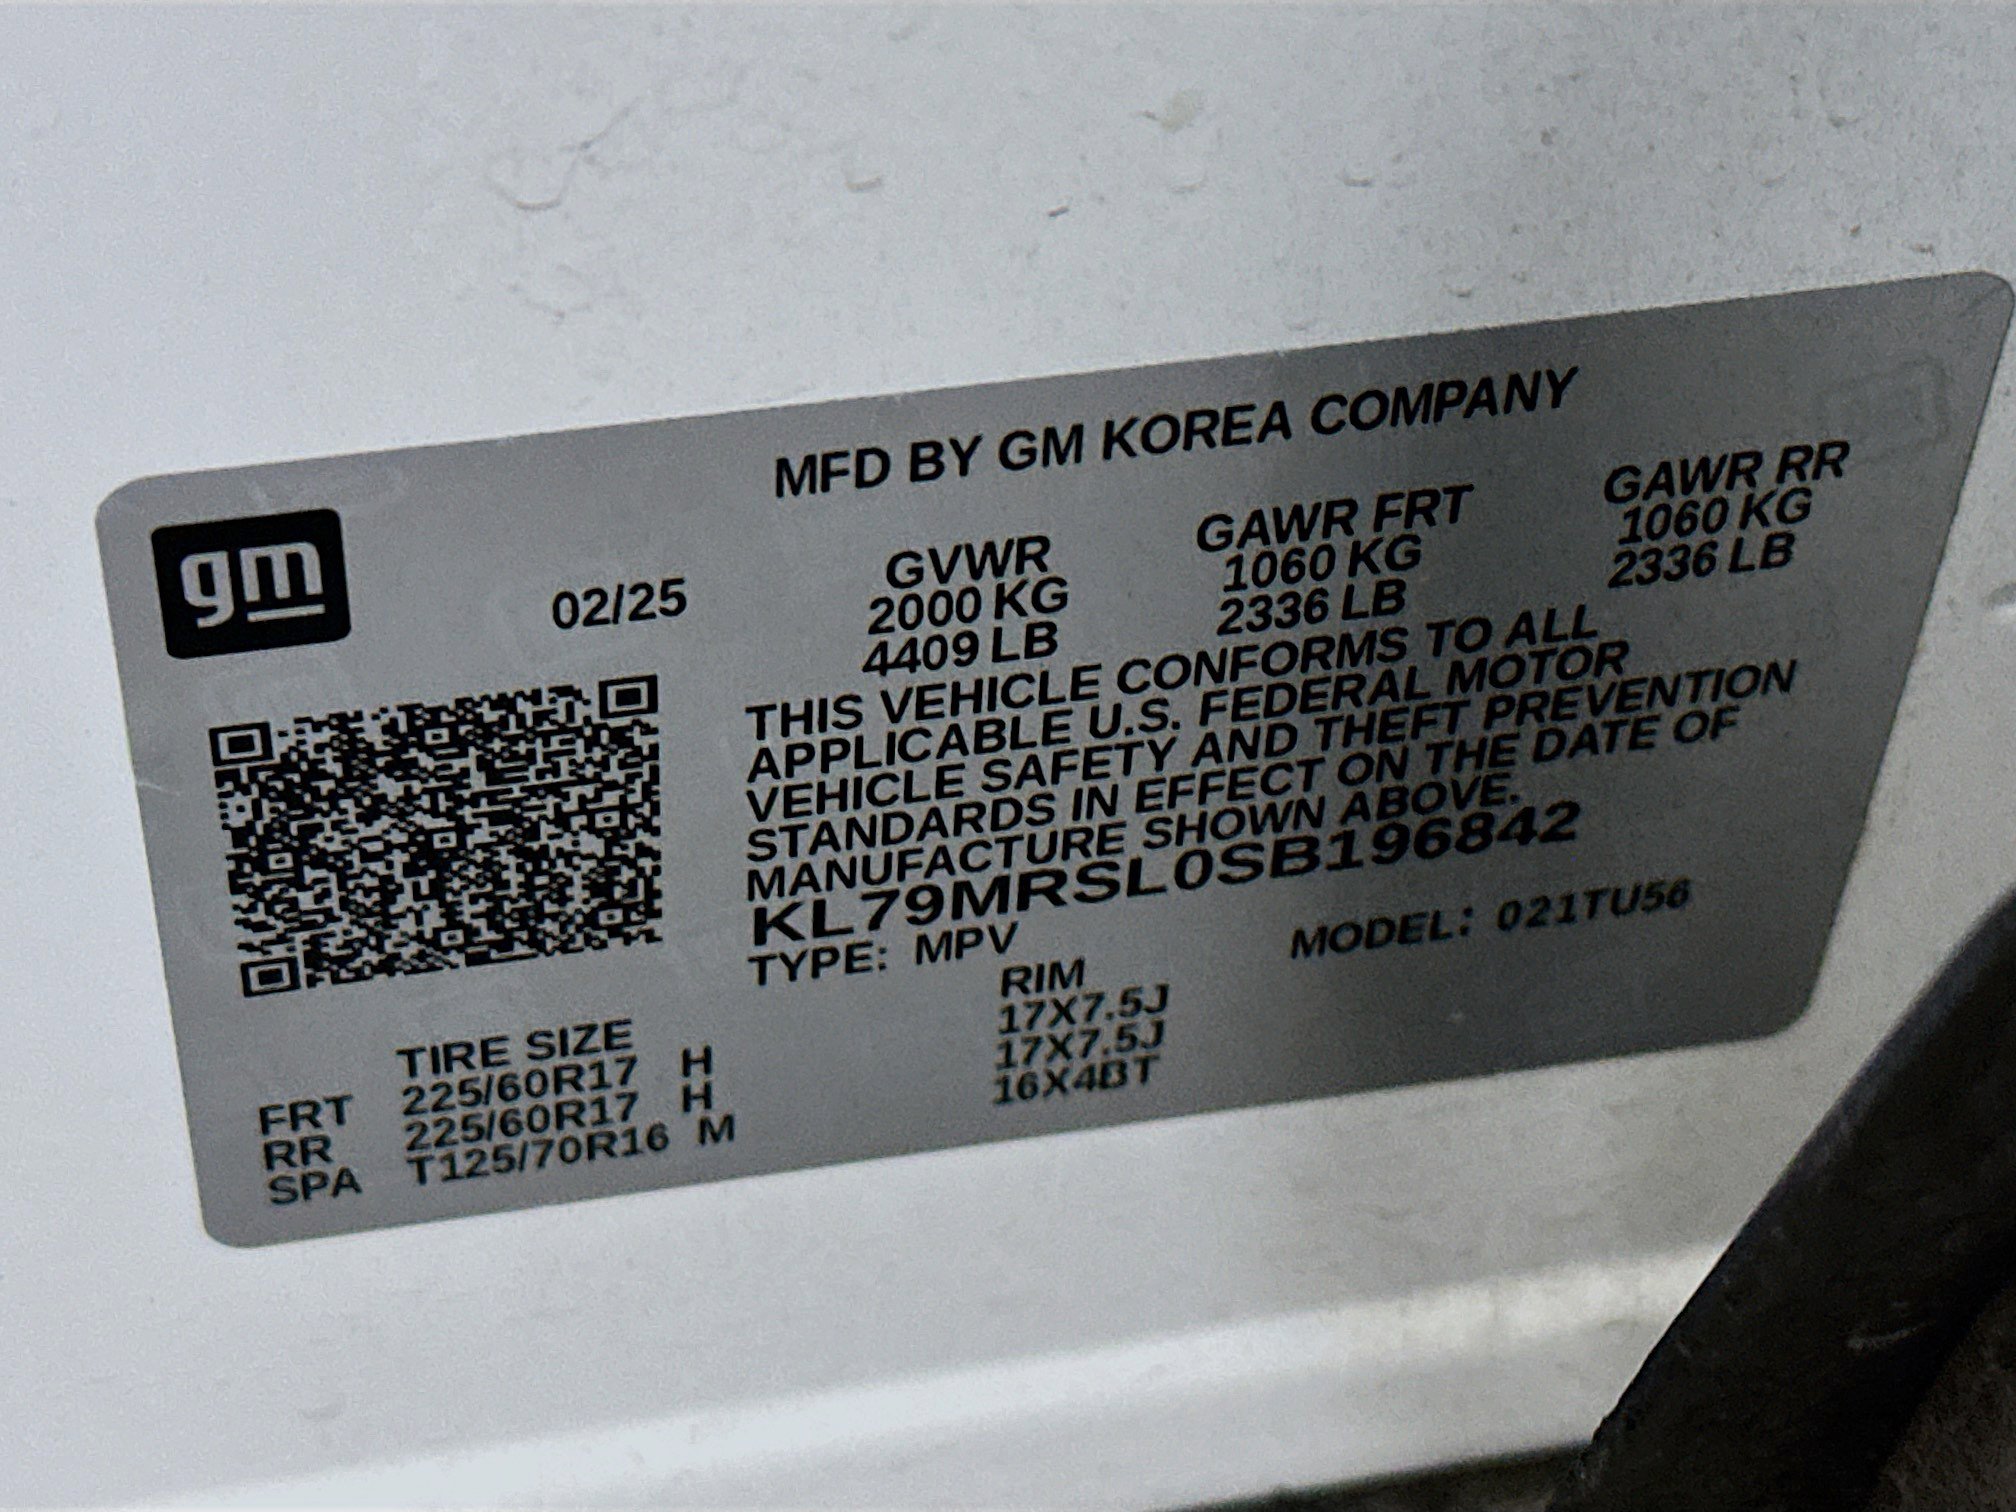 MFD BY GM KOREA COMPANY
gm
02/25
GVWR GAWR FRT GAWR RR
2000 KG 1060 KG 1060 KG
4409 LB 2336 LB 2336 LB
THIS VEHICLE CONFORMS TO ALL
APPLICABLE U.S. FEDERAL MOTOR
VEHICLE SAFETY AND THEFT PREVENTION
STANDARDS IN EFFECT ON THE DATE OF
MANUFACTURE SHOWN ABOVE.
KL79MRSL0SB196842
TYPE: MPV MODEL: 021TU56
TIRE SIZE RIM
FRT 225/60R17 H 17X7.5J
RR 225/60R17 H 17X7.5J
SPA T125/70R16 M 16X4BT